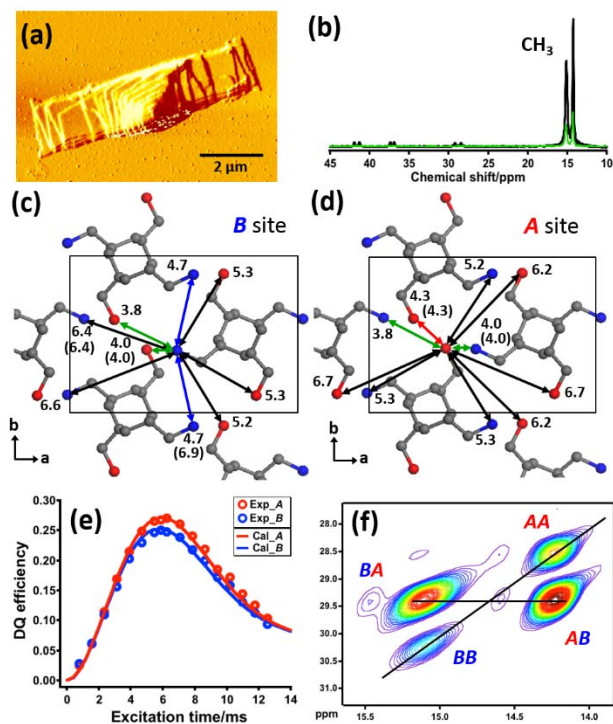 (a)
2 µm
(b)
CH3
45 40 35 30 25 20 15 10
Chemical shift/ppm
(c)
B site
4.7
5.3
3.8
6.4
(6.4)
4.0
(4.0)
6.6
5.3
5.2
4.7
(6.9)
b
a
(d)
A site
5.2
6.2
4.3
(4.3)
3.8
4.0
(4.0)
6.7
5.3
6.7
6.2
5.3
b
a
(e)
0.30
0.25
0.20
0.15
0.10
0.05
0.00
DQ efficiency
Exp_A
Exp_B
Cal_A
Cal_B
0 2 4 6 8 10 12 14
Excitation time/ms
(f)
28.0
28.5
29.0
29.5
30.0
30.5
31.0
ppm
AA
BA
AB
BB
15.5 15.0 14.5 14.0